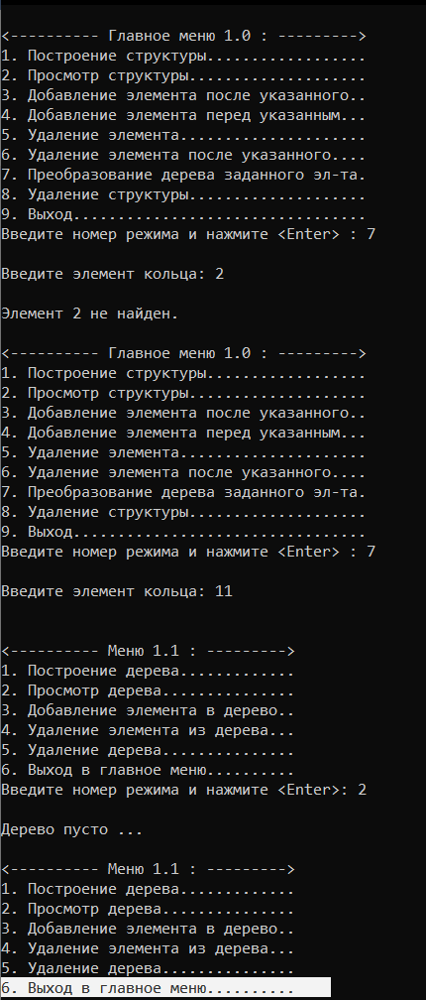 <---------- Главное меню 1.0 : --------->
1. Построение структуры..................
2. Просмотр структуры....................
3. Добавление элемента после указанного..
4. Добавление элемента перед указанным...
5. Удаление элемента.....................
6. Удаление элемента после указанного....
7. Преобразование дерева заданного эл-та.
8. Удаление структуры....................
9. Выход.................................
Введите номер режима и нажмите <Enter> : 7
Введите элемент кольца: 2
Элемент 2 не найден.
<---------- Главное меню 1.0 : --------->
1. Построение структуры..................
2. Просмотр структуры....................
3. Добавление элемента после указанного..
4. Добавление элемента перед указанным...
5. Удаление элемента.....................
6. Удаление элемента после указанного....
7. Преобразование дерева заданного эл-та.
8. Удаление структуры....................
9. Выход.................................
Введите номер режима и нажмите <Enter> : 7
Введите элемент кольца: 11
<---------- Меню 1.1 : --------->
1. Построение дерева.............
2. Просмотр дерева...............
3. Добавление элемента в дерево..
4. Удаление элемента из дерева...
5. Удаление дерева...............
6. Выход в главное меню..........
Введите номер режима и нажмите <Enter>: 2
Дерево пусто ...
<---------- Меню 1.1 : --------->
1. Построение дерева.............
2. Просмотр дерева...............
3. Добавление элемента в дерево..
4. Удаление элемента из дерева...
5. Удаление дерева...............
6. Выход в главное меню..........